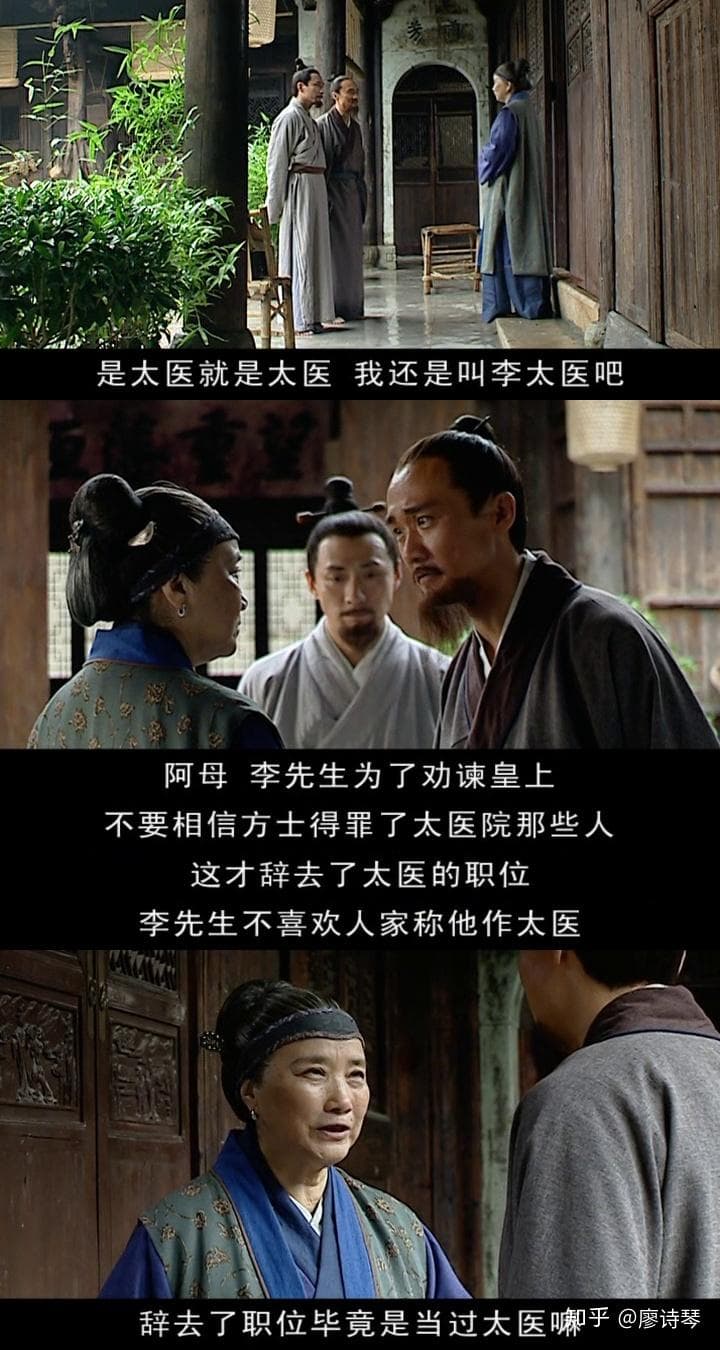 是太医就是太医 我还是叫李太医吧
阿母 李先生为了劝谏皇上
不要相信方士得罪了太医院那些人
这才辞去了太医的职位
李先生不喜欢人家称他作太医
辞去了职位毕竟是当过太医嘛
知乎 @廖诗琴